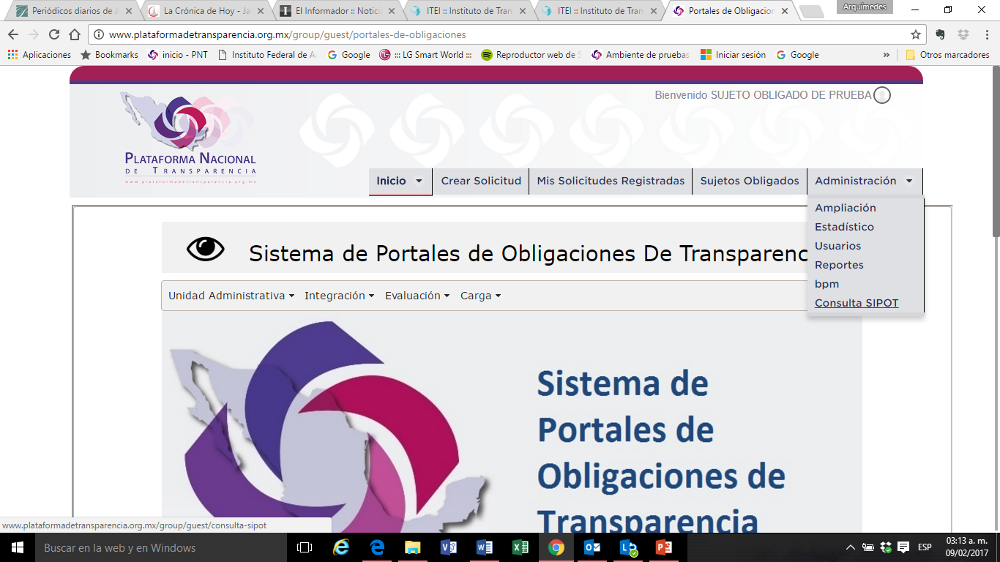 Arquímedes
Periódicos diarios de J
La Crónica de Hoy - Ja
El Informador :: Notici
ITEI :: Instituto de Tran
ITEI :: Instituto de Tran
Portales de Obligacion
www.plataformadetransparencia.org.mx/group/guest/portales-de-obligaciones
Aplicaciones
Bookmarks
inicio - PNT
Instituto Federal de A
Google
::: LG Smart World :::
Reproductor web de S
Ambiente de pruebas
Iniciar sesión
Google
»
Otros marcadores
Bienvenido SUJETO OBLIGADO DE PRUEBA
PLATAFORMA NACIONAL
DE TRANSPARENCIA
www.plataformadetransparencia.org.mx
Inicio
Crear Solicitud
Mis Solicitudes Registradas
Sujetos Obligados
Administración
Ampliación
Estadístico
Usuarios
Reportes
bpm
Consulta SIPOT
Sistema de Portales de Obligaciones De Transparenc
Unidad Administrativa
Integración
Evaluación
Carga
Sistema de
Portales de
Obligaciones de
Transparencia
www.plataformadetransparencia.org.mx/group/guest/consulta-sipot
Buscar en la web y en Windows
ESP
03:13 a. m.
09/02/2017